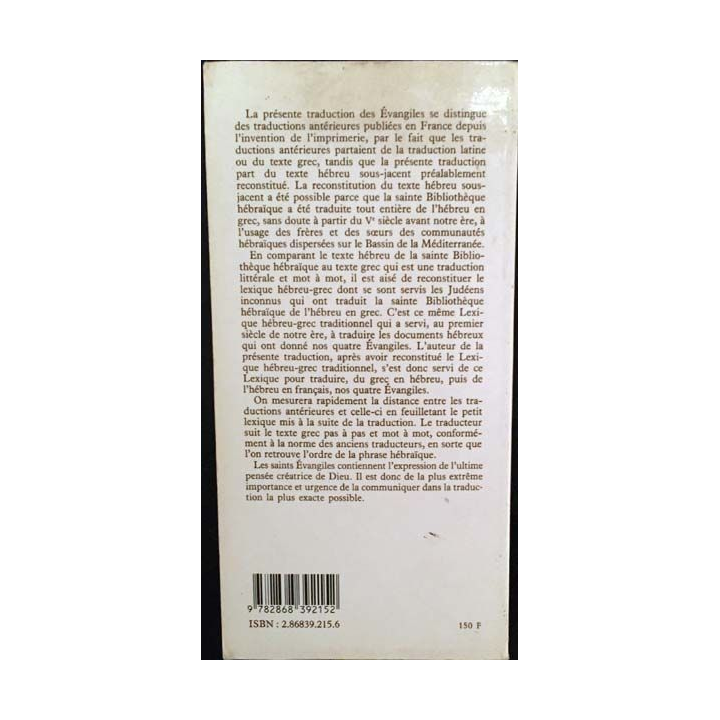 La présente traduction des Évangiles se distingue
des traductions antérieures publiées en France depuis
l'invention de l'imprimerie, par le fait que les tra-
ductions antérieures partaient de la traduction latine
ou du texte grec, tandis que la présente traduction
part du texte hébreu sous-jacent préalablement
reconstitué. La reconstitution du texte hébreu sous-
jacent a été possible parce que la sainte Bibliothèque
hébraïque a été traduite tout entière de l'hébreu en
grec, sans doute à partir du Ve siècle avant notre ère, à
l'usage des frères et des sœurs des communautés
hébraïques dispersées sur le Bassin de la Méditerranée.
En comparant le texte hébreu de la sainte Biblio-
thèque hébraïque au texte grec qui est une traduction
littérale et mot à mot, il est aisé de reconstituer le
lexique hébreu-grec dont se sont servis les Judéens
inconnus qui ont traduit la sainte Bibliothèque
hébraïque de l'hébreu en grec. C'est ce même Lexi-
que hébreu-grec traditionnel qui a servi, au premier
siècle de notre ère, à traduire les documents hébreux
qui ont donné nos quatre Évangiles. L'auteur de la
présente traduction, après avoir reconstitué le Lexi-
que hébreu-grec traditionnel, s'est donc servi de ce
Lexique pour traduire, du grec en hébreu, puis de
l'hébreu en français, nos quatre Évangiles.
On mesurera rapidement la distance entre les tra-
ductions antérieures et celle-ci en feuilletant le petit
lexique mis à la suite de la traduction. Le traducteur
suit le texte grec pas à pas et mot à mot, conformé-
ment à la norme des anciens traducteurs, en sorte que
l'on retrouve l'ordre de la phrase hébraïque.
Les saints Évangiles contiennent l'expression de l'ultime
pensée créatrice de Dieu. Il est donc de la plus extrême
importance et urgence de la communiquer dans la traduc-
tion la plus exacte possible.
9 782868 392152
ISBN : 2.86839.215.6
150 F